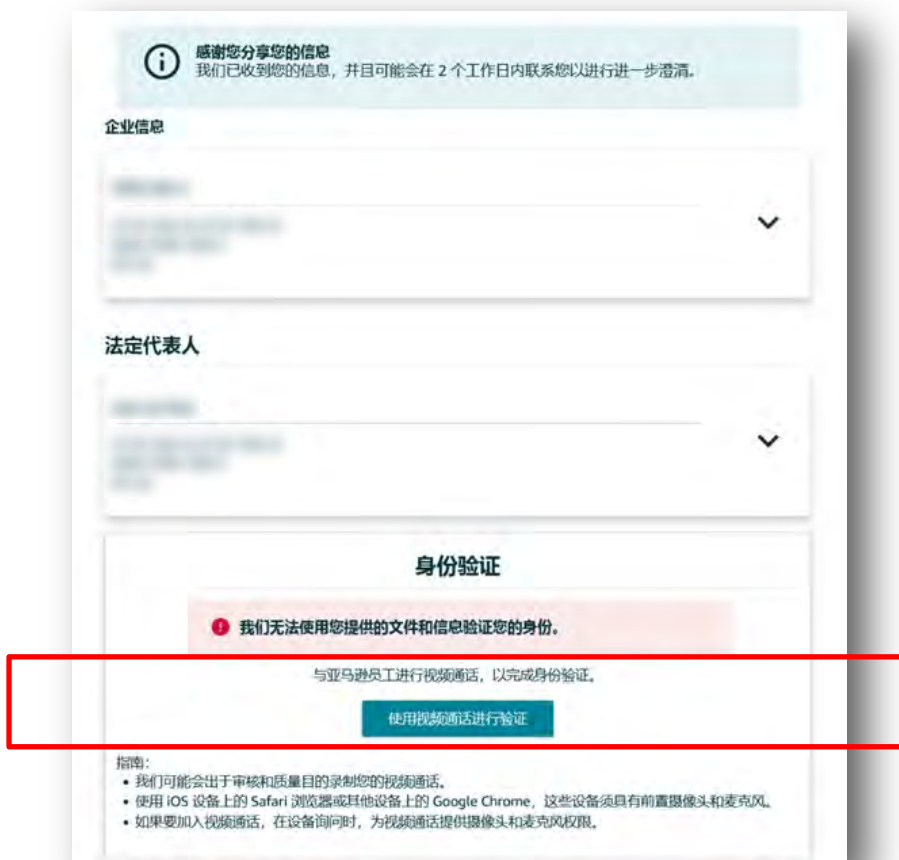 感谢您分享您的信息
我们已收到您的信息，并且可能会在 2 个工作日内联系您以进行进一步澄清。
企业信息
法定代表人
身份验证
我们无法使用您提供的文件和信息验证您的身份。
与亚马逊员工进行视频通话，以完成身份验证。
使用视频通话进行验证
指南：
• 我们可能会出于审核和质量目的录制您的视频通话。
• 使用 iOS 设备上的 Safari 浏览器或其他设备上的 Google Chrome，这些设备须具有前置摄像头和麦克风。
• 如果要加入视频通话，在设备询问时，为视频通话提供摄像头和麦克风权限。